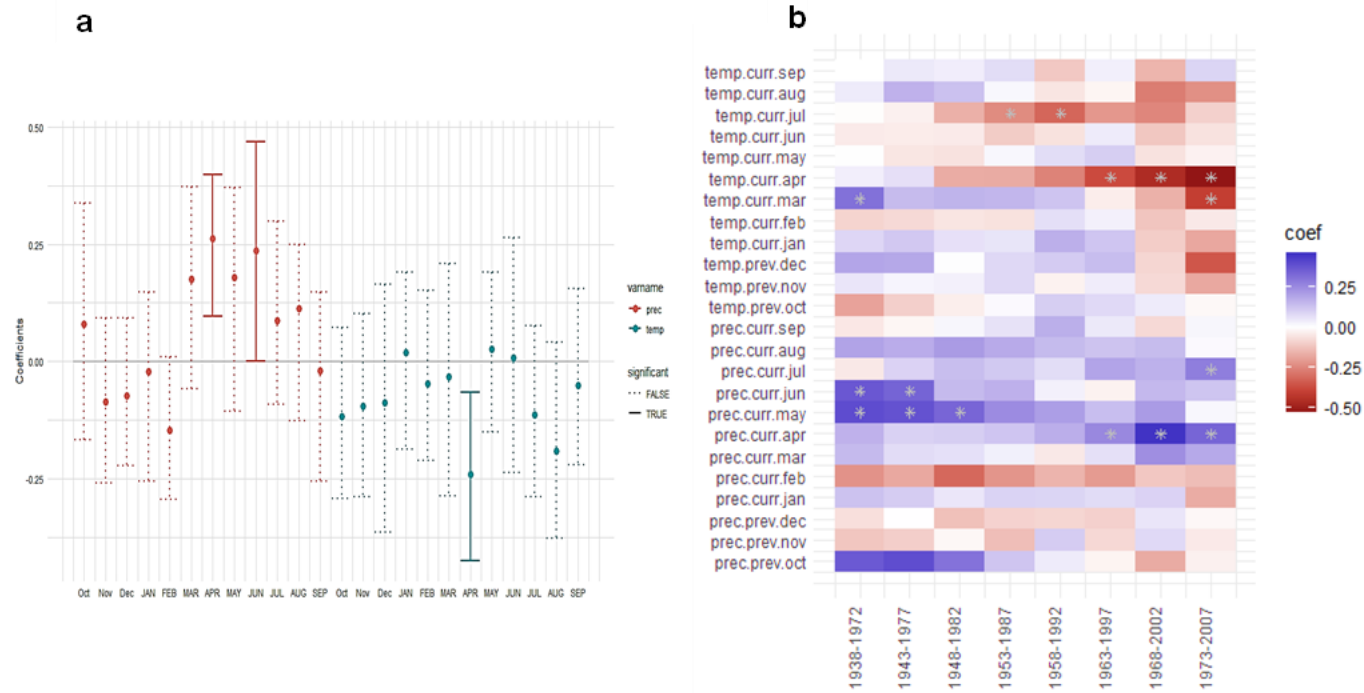 a
0.50
0.25
0.00
-0.25
Coefficients
Oct Nov Dec JAN FEB MAR APR MAY JUN JUL AUG SEP Oct Nov Dec JAN FEB MAR APR MAY JUN JUL AUG SEP
varname
prec
temp
significant
FALSE
TRUE
b
temp.curr.sep
temp.curr.aug
temp.curr.jul
temp.curr.jun
temp.curr.may
temp.curr.apr
temp.curr.mar
temp.curr.feb
temp.curr.jan
temp.prev.dec
temp.prev.nov
temp.prev.oct
prec.curr.sep
prec.curr.aug
prec.curr.jul
prec.curr.jun
prec.curr.may
prec.curr.apr
prec.curr.mar
prec.curr.feb
prec.curr.jan
prec.prev.dec
prec.prev.nov
prec.prev.oct
1938-1972
1943-1977
1948-1982
1953-1987
1958-1992
1963-1997
1968-2002
1973-2007
coef
0.25
0.00
-0.25
-0.50